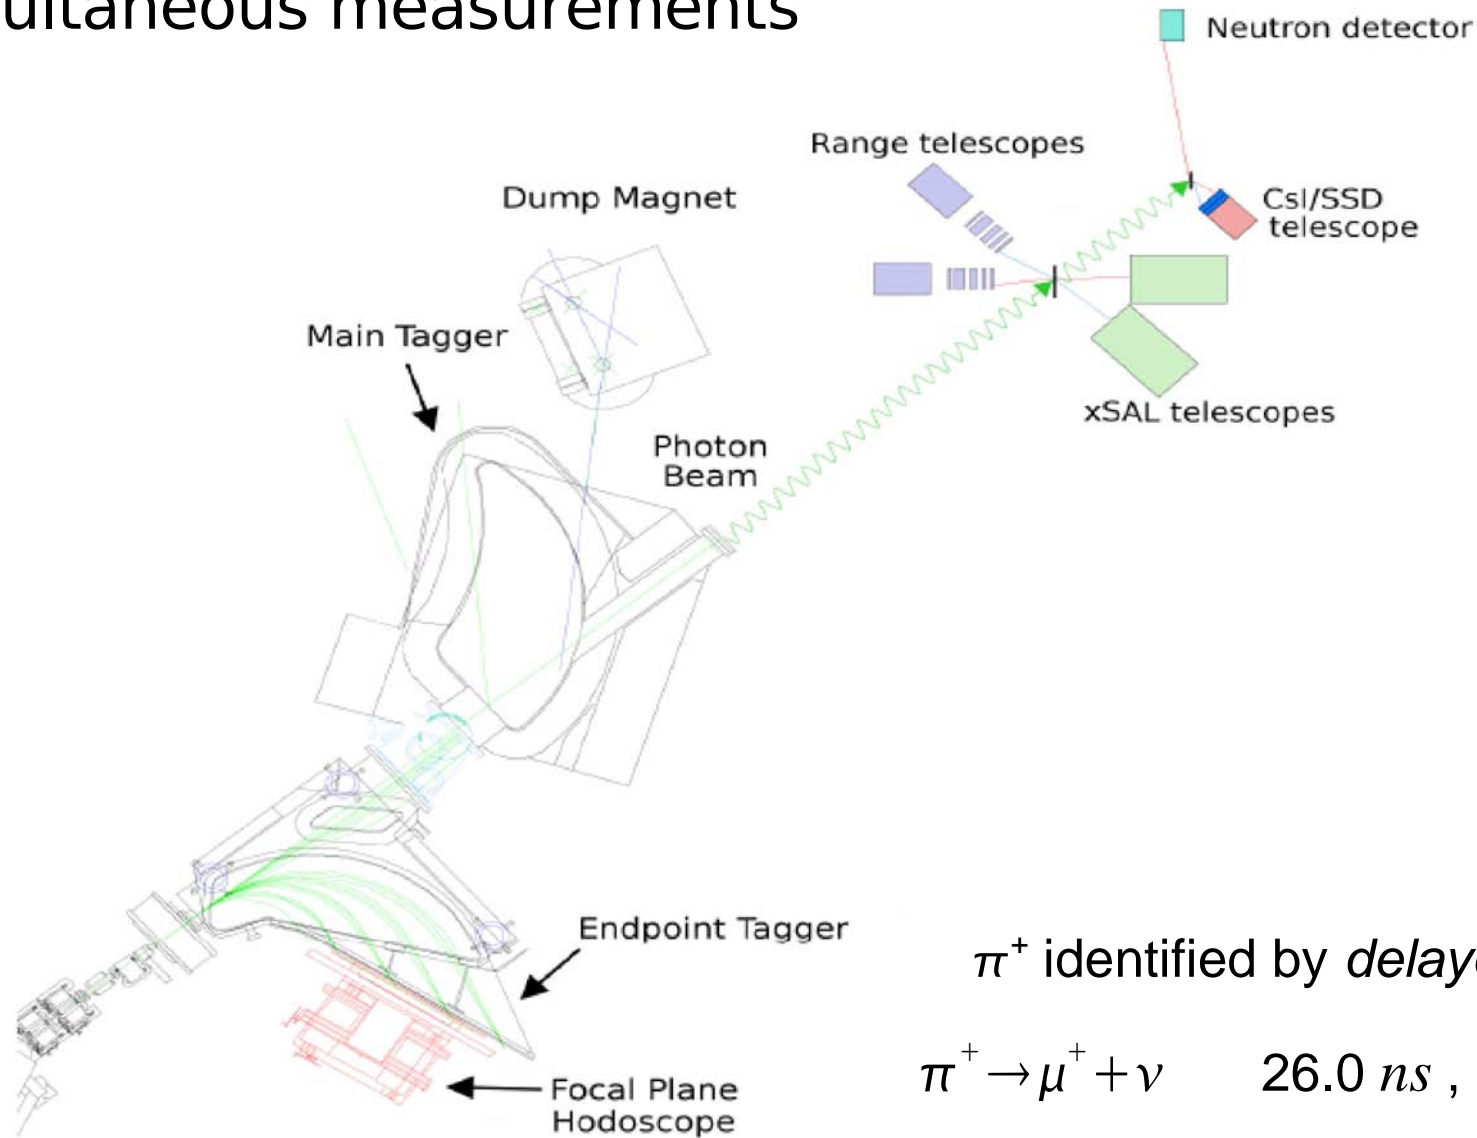 ultaneous measurements
Neutron detector
Range telescopes
Dump Magnet
CsI/SSD
telescope
Main Tagger
xSAL telescopes
Photon
Beam
Endpoint Tagger
π⁺ identified by delaye
π⁺→μ⁺+ν 26.0 ns ,
Focal Plane
Hodoscope